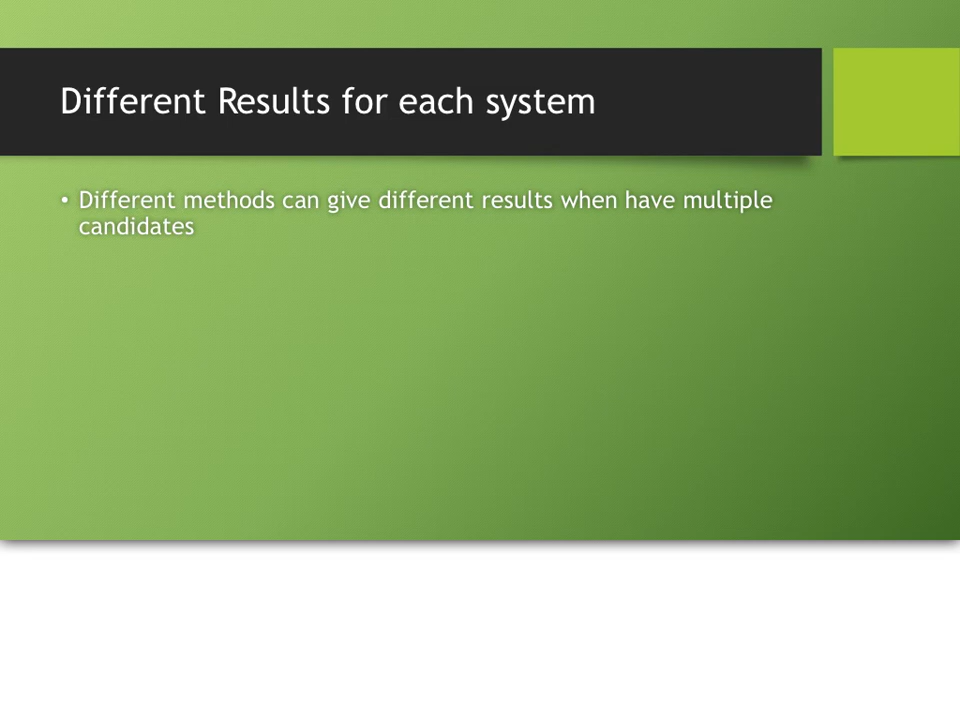 Different Results for each system
• Different methods can give different results when have multiple
candidates